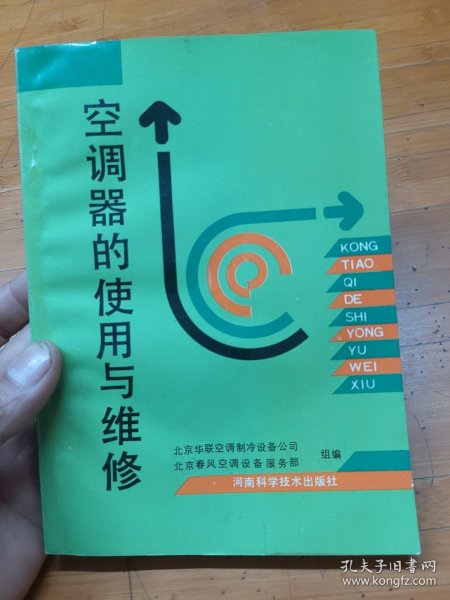 空调器的使用与维修
KONG
TIAO
QI
DE
SHI
YONG
YU
WEI
XIU
北京华联空调制冷设备公司
北京春风空调设备服务部
组编
河南科学技术出版社
孔夫子旧书网
www.kongfz.com